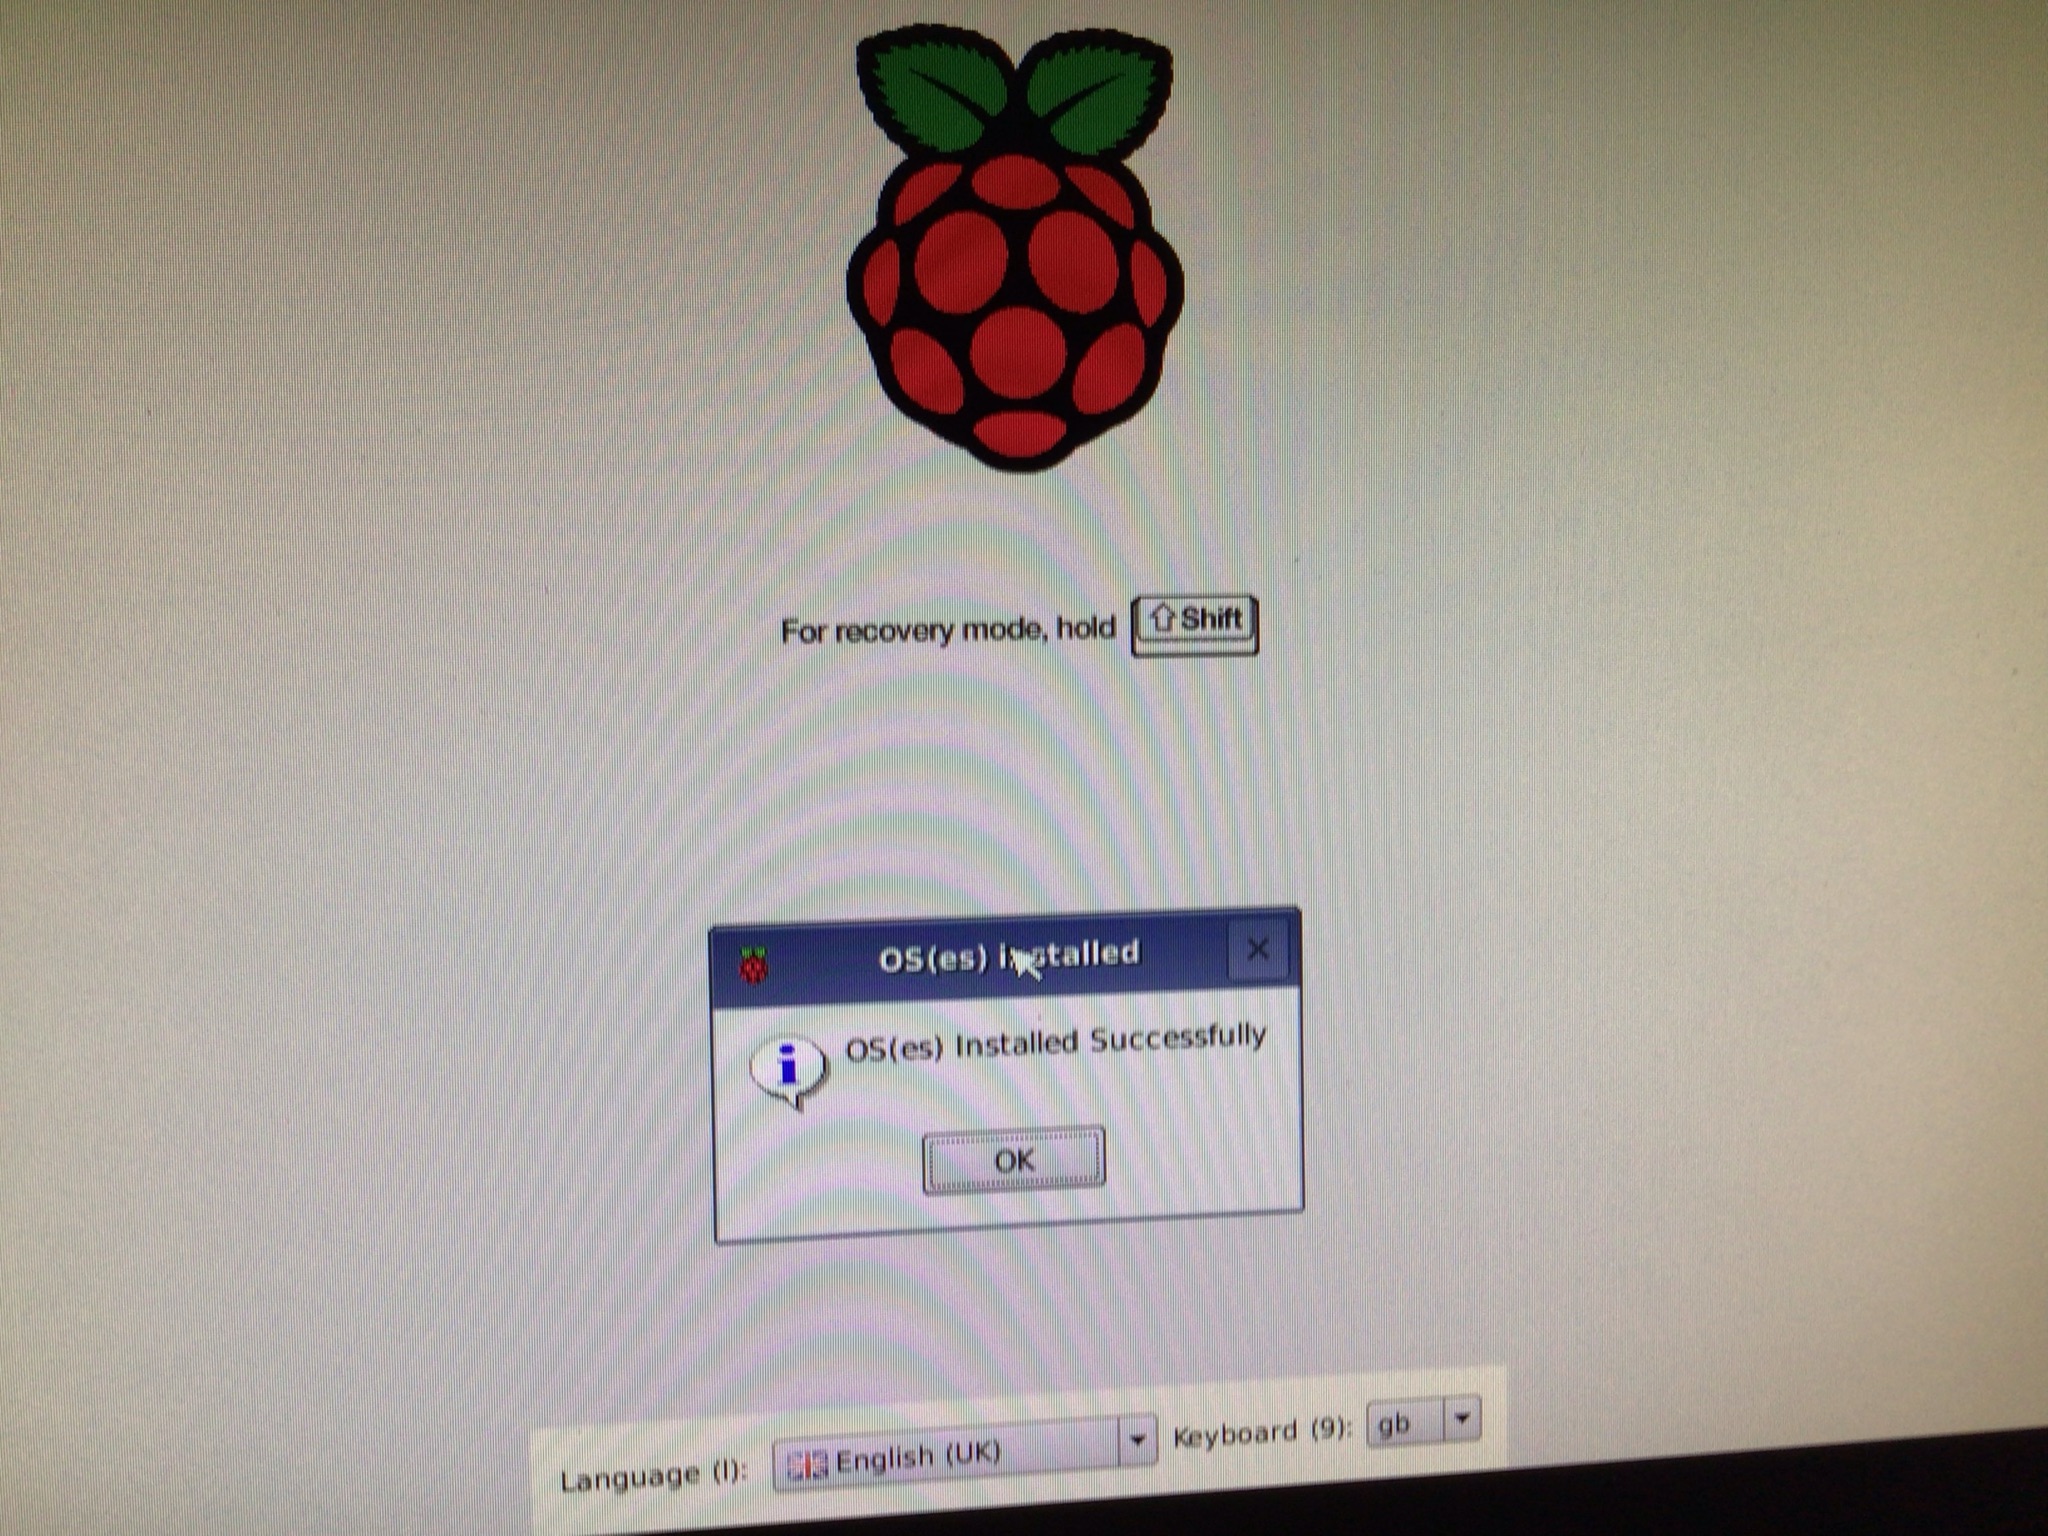 For recovery mode, hold Shift
OS(es) installed
OS(es) Installed Successfully
OK
Language (l): English (UK) Keyboard (9): gb